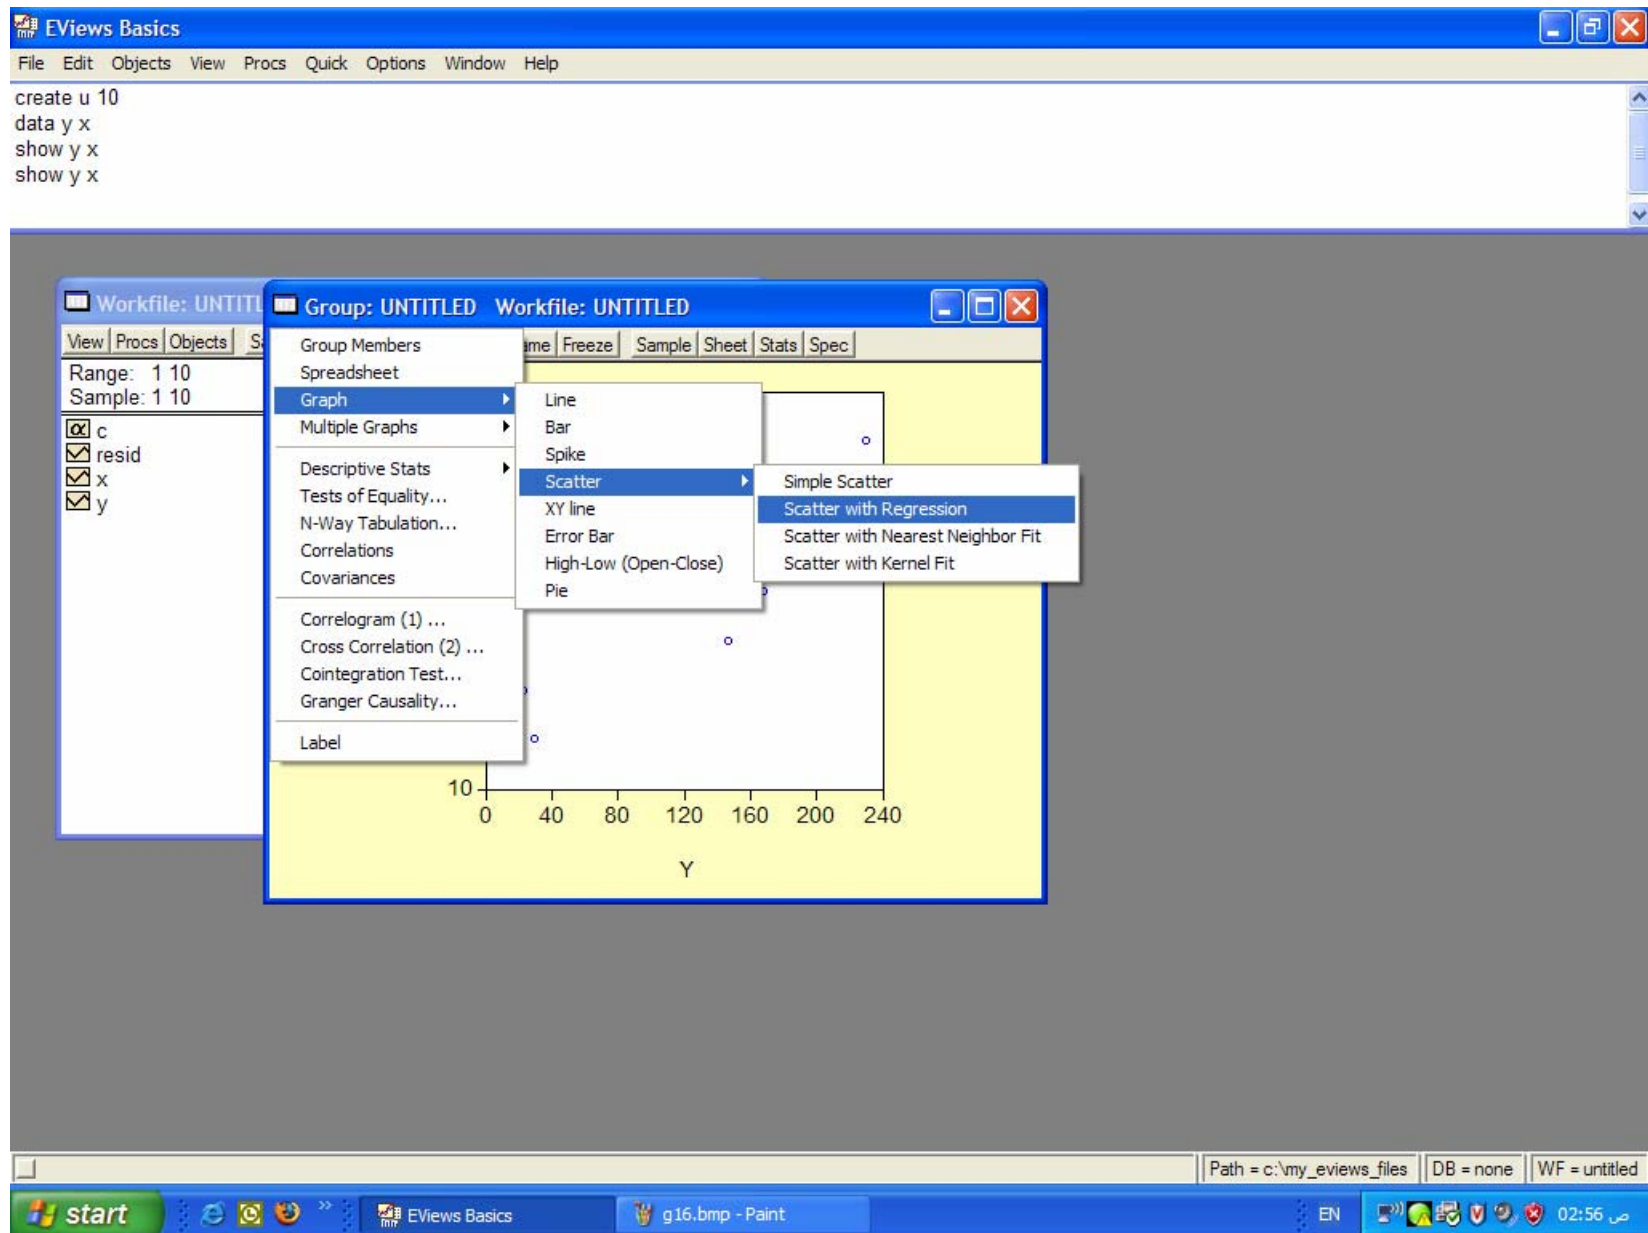 EViews Basics
File Edit Objects View Procs Quick Options Window Help
create u 10
data y x
show y x
show y x
Workfile: UNTITL
View Procs Objects
Range: 1 10
Sample: 1 10
c
resid
x
y
Group: UNTITLED Workfile: UNTITLED
Freeze Sample Sheet Stats Spec
Group Members
Spreadsheet
Graph
Multiple Graphs
Descriptive Stats
Tests of Equality...
N-Way Tabulation...
Correlations
Covariances
Correlogram (1) ...
Cross Correlation (2) ...
Cointegration Test...
Granger Causality...
Label
Line
Bar
Spike
Scatter
XY line
Error Bar
High-Low (Open-Close)
Pie
Simple Scatter
Scatter with Regression
Scatter with Nearest Neighbor Fit
Scatter with Kernel Fit
10
0 40 80 120 160 200 240
Y
Path = c:\my_eviews_files DB = none WF = untitled
start EViews Basics g16.bmp - Paint EN 02:56 ص